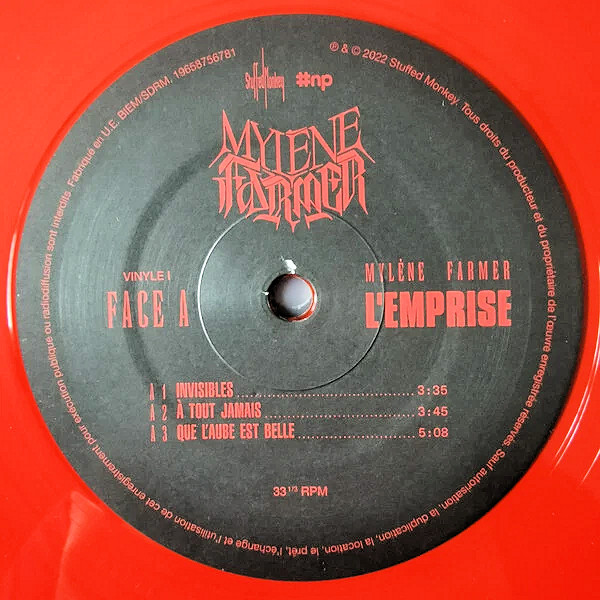 Fabriqué en U.E. BIEM/SDRM. 19658756781
℗ & © 2022 Stuffed Monkey. Tous droits du producteur et du propriétaire de l'œuvre enregistrée réservés. Sauf autorisation, la duplication, la location, le prêt, l'échange et l'utilisation de cet enregistrement pour exécution publique ou radiodiffusion sont interdits.
Stuffed Monkey
#np
MYLENE
FARMER
VINYLE I
FACE A
MYLÈNE FARMER
L'EMPRISE
A 1 INVISIBLES 3:35
A 2 À TOUT JAMAIS 3:45
A 3 QUE L'AUBE EST BELLE 5:08
33 1/3 RPM